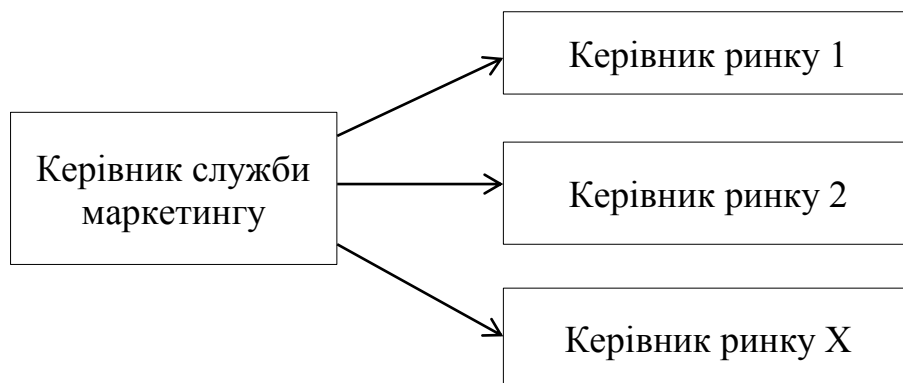 Керівник ринку 1
Керівник служби
маркетингу
Керівник ринку 2
Керівник ринку Х